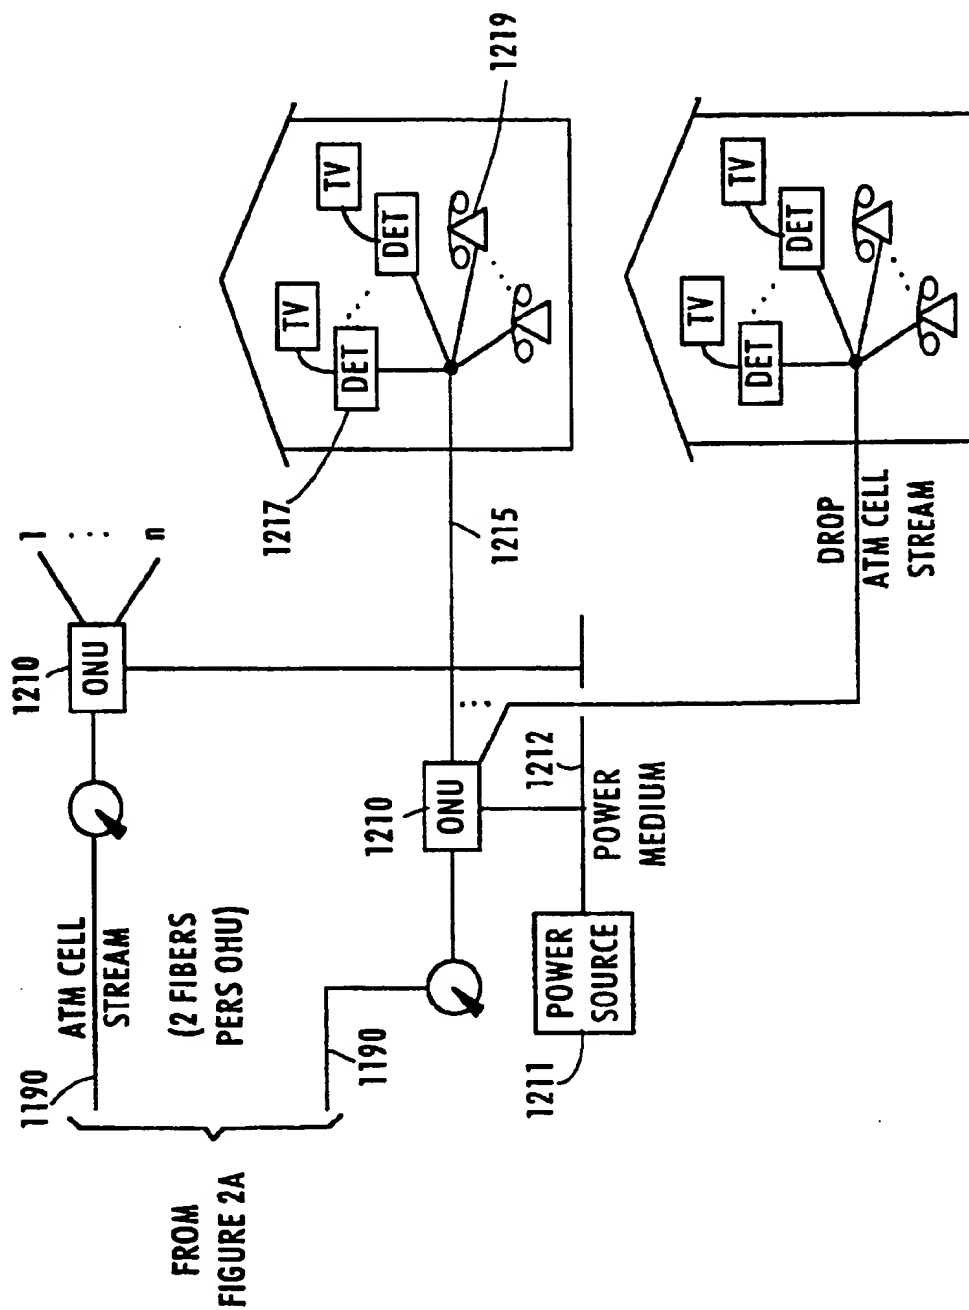 FROM
FIGURE 2A
1190
ATM CELL
STREAM
(2 FIBERS
PERS OHU)
1210
ONU
1
n
1190
1210
ONU
1217
1215
TV
TV
DET
DET
1219
1211
POWER
SOURCE
1212
POWER
MEDIUM
DROP
ATM CELL
STREAM
TV
TV
DET
DET